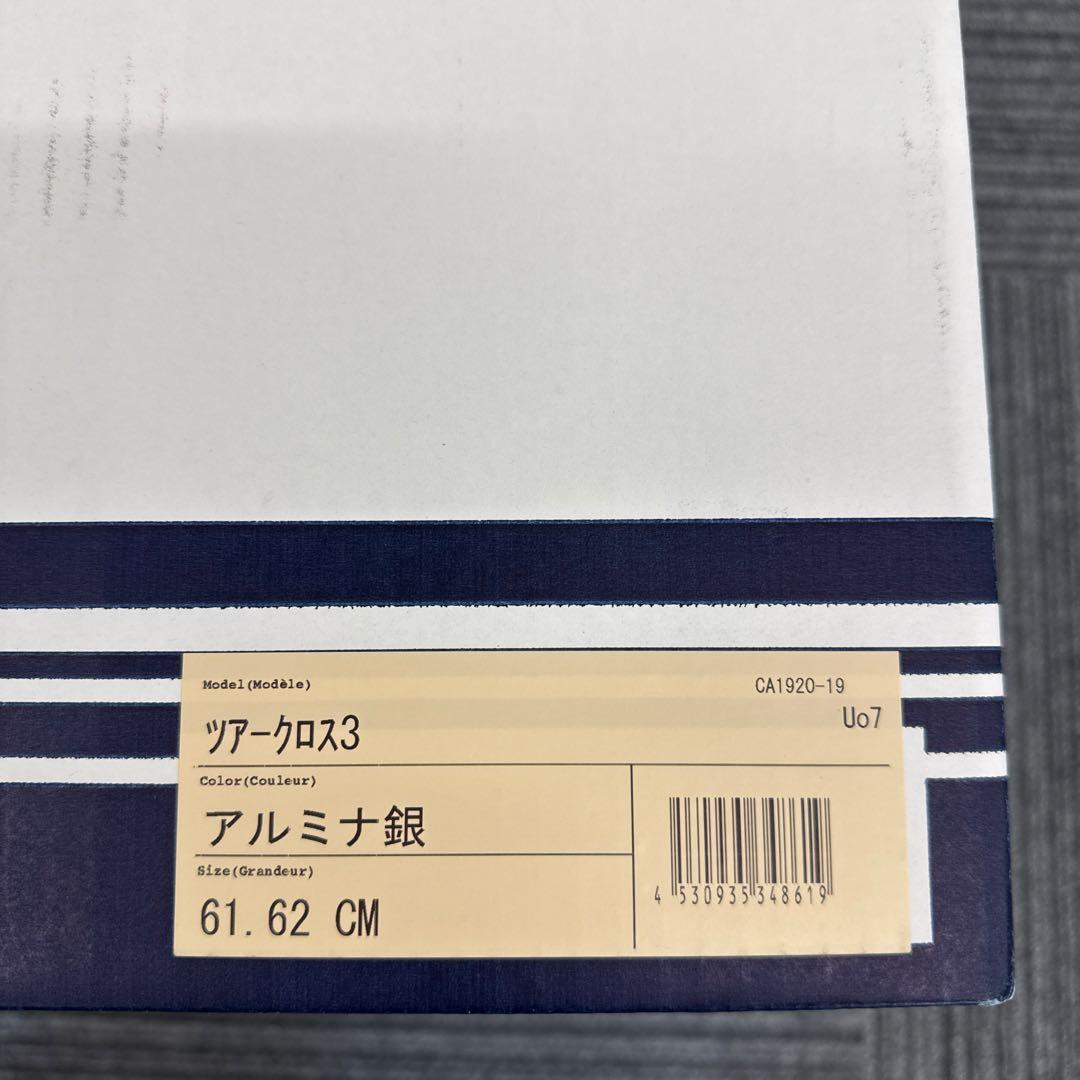 Model(Modèle)
CA1920-19
ツアークロス3
Uo7
Color(Couleur)
アルミナ銀
Size(Grandeur)
61.62 CM
4 530935 348619